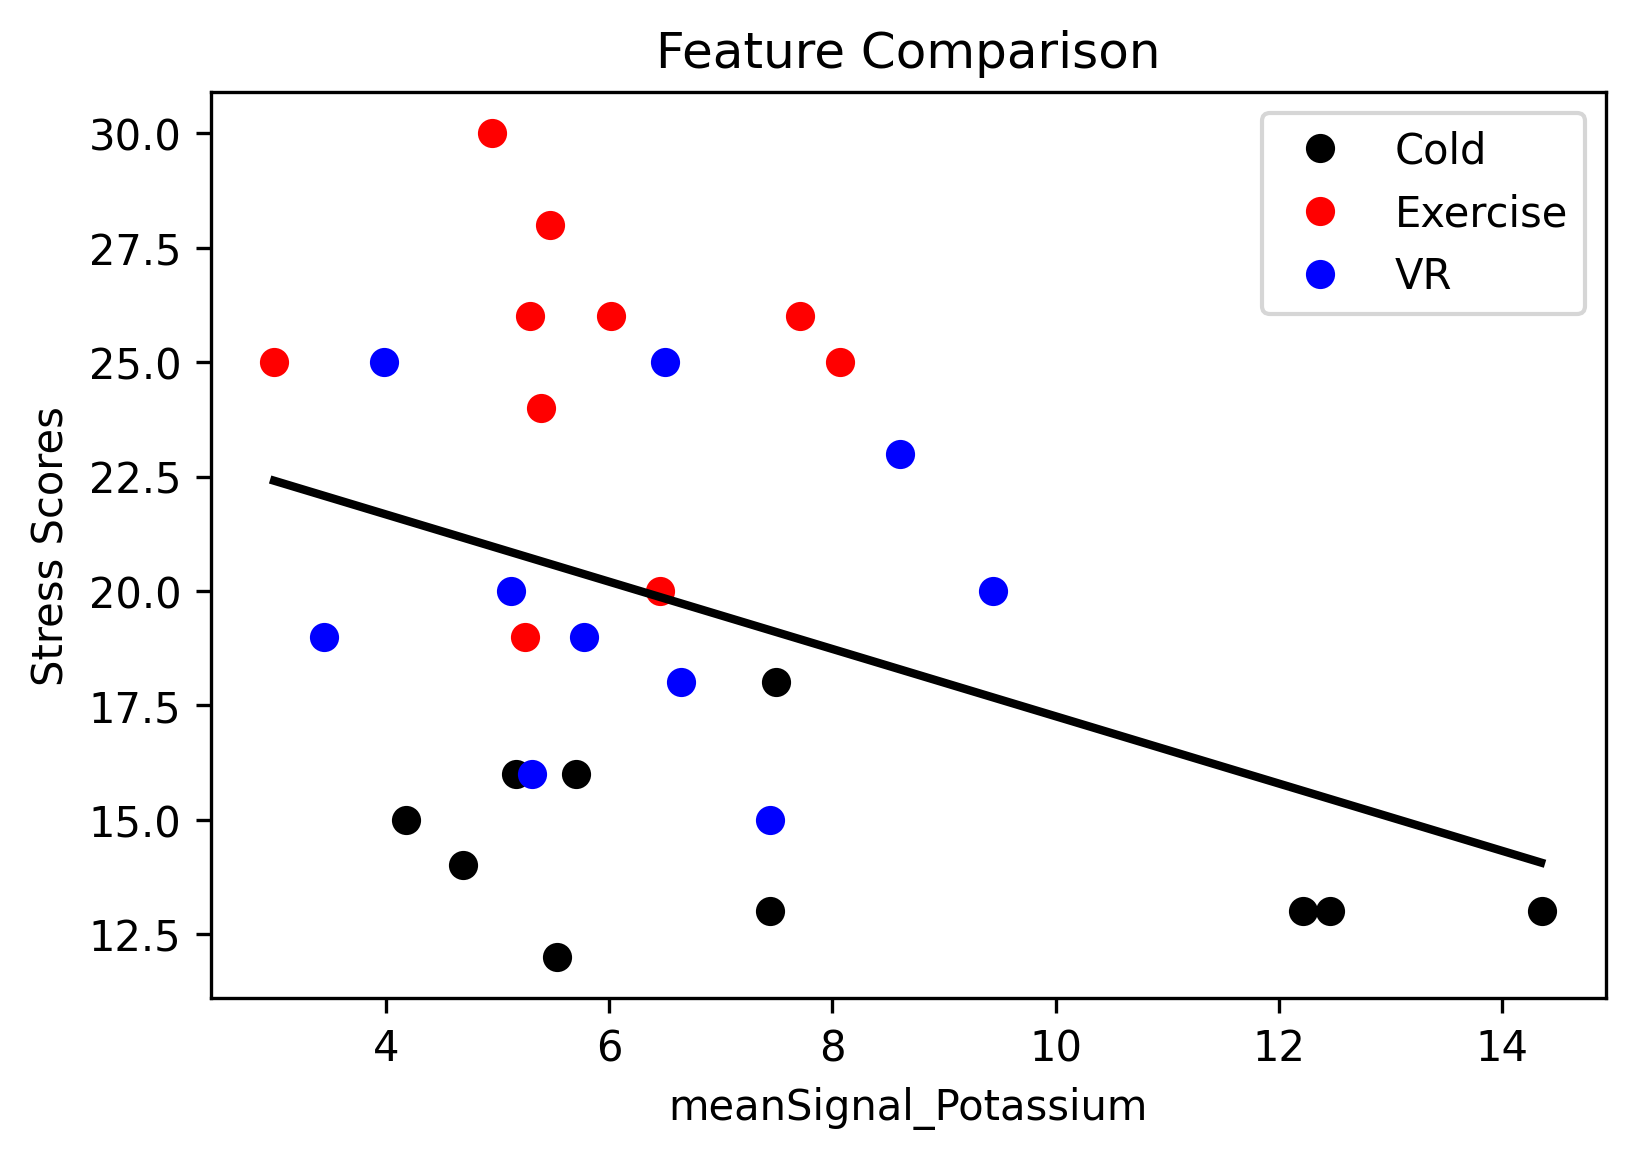 Feature Comparison
30.0
27.5
25.0
22.5
20.0
17.5
15.0
12.5
Stress Scores
Cold
Exercise
VR
4 6 8 10 12 14
meanSignal_Potassium